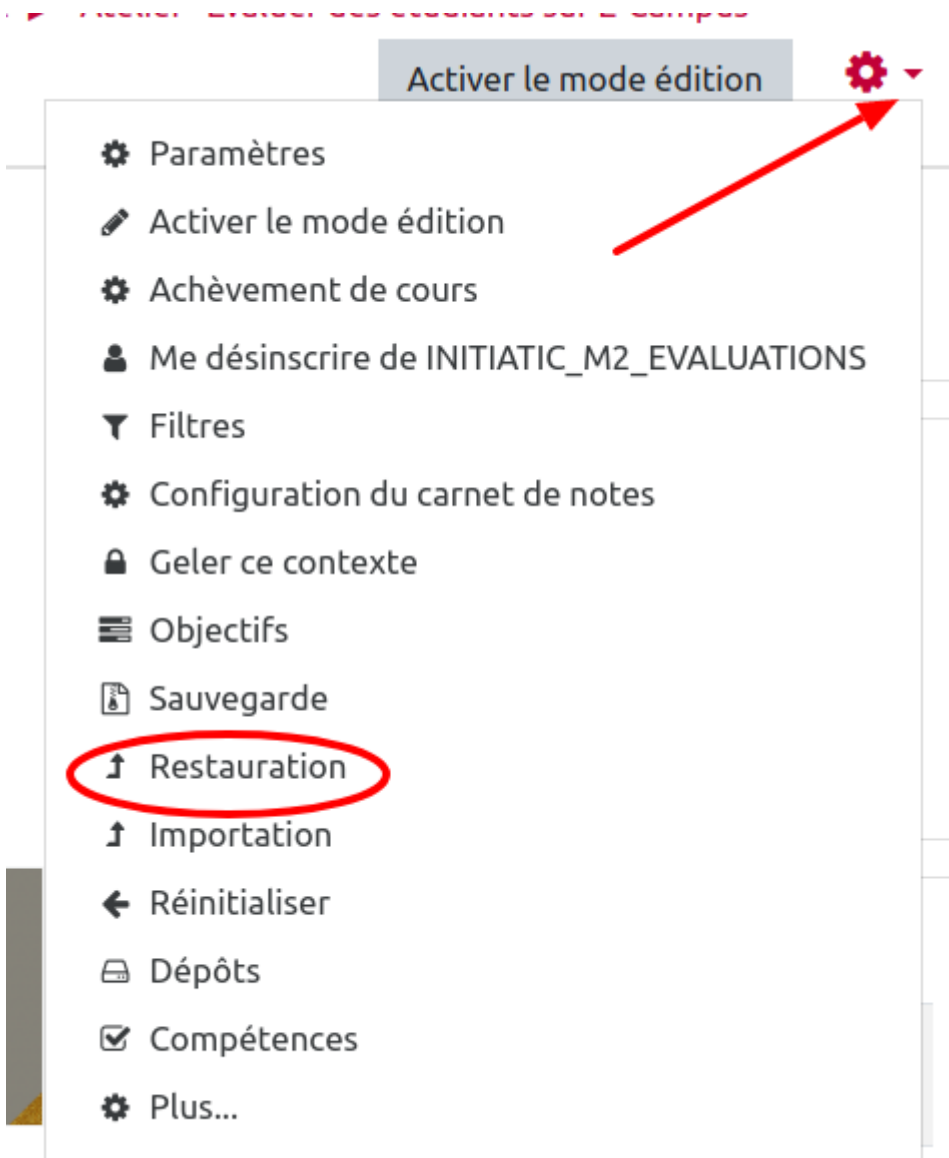 Activer le mode édition
Paramètres
Activer le mode édition
Achèvement de cours
Me désinscrire de INITIATIC_M2_EVALUATIONS
Filtres
Configuration du carnet de notes
Geler ce contexte
Objectifs
Sauvegarde
Restauration
Importation
Réinitialiser
Dépôts
Compétences
Plus...